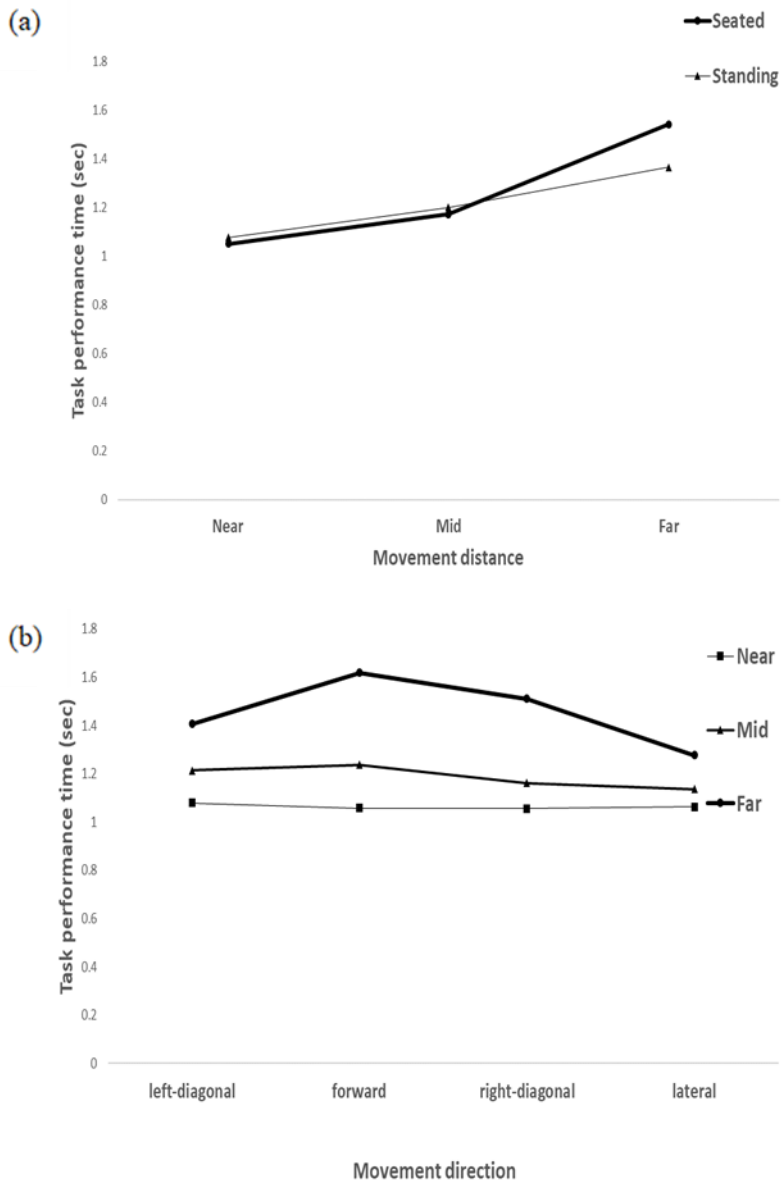 (a)
Seated
Standing
1.8
1.6
1.4
1.2
1
0.8
0.6
0.4
0.2
0
Task performance time (sec)
Near
Mid
Far
Movement distance
(b)
Near
Mid
Far
1.8
1.6
1.4
1.2
1
0.8
0.6
0.4
0.2
0
Task performance time (sec)
left-diagonal
forward
right-diagonal
lateral
Movement direction